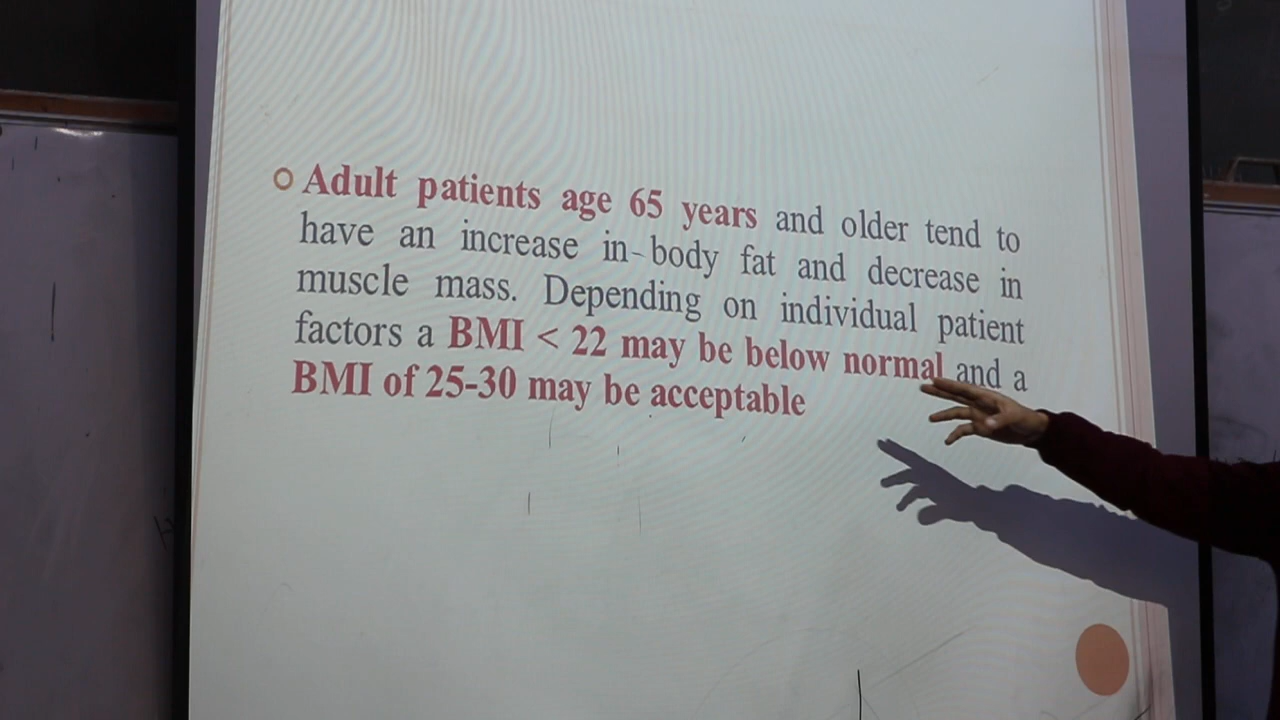 Adult patients age 65 years and older tend to
have an increase in body fat and decrease in
muscle mass. Depending on individual patient
factors a BMI < 22 may be below normal and a
BMI of 25-30 may be acceptable